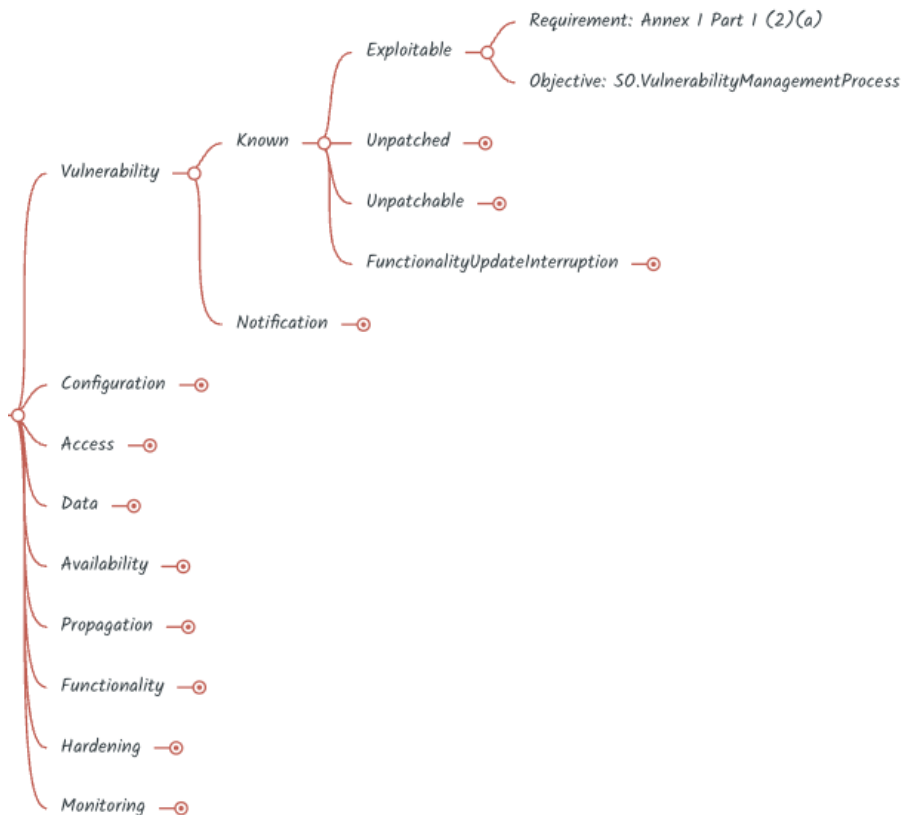 Requirement: Annex I Part I (2)(a)
Exploitable
Objective: SO.VulnerabilityManagementProcess
Known
Unpatched
Vulnerability
Unpatchable
FunctionalityUpdateInterruption
Notification
Configuration
Access
Data
Availability
Propagation
Functionality
Hardening
Monitoring